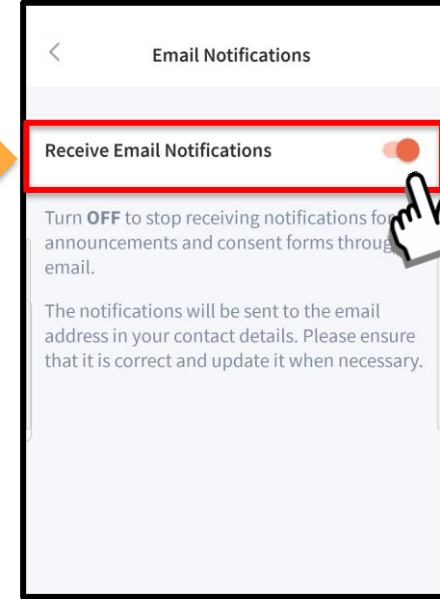 Email Notifications
Receive Email Notifications
Turn OFF to stop receiving notifications for
announcements and consent forms through
email.
The notifications will be sent to the email
address in your contact details. Please ensure
that it is correct and update it when necessary.